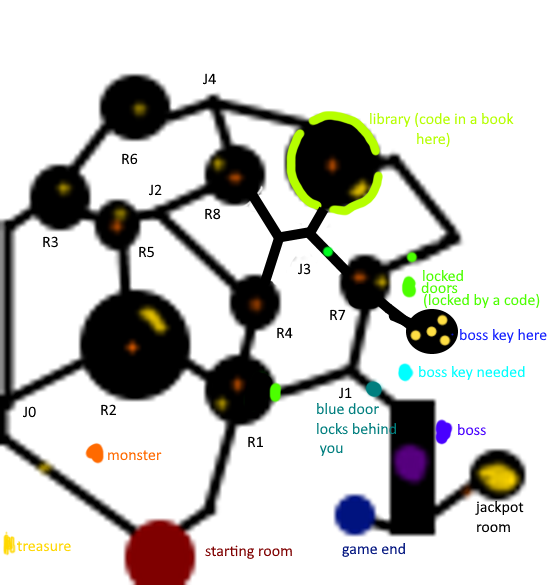 J4
library (code in a book
here)
R6
J2
R8
R3
R5
J3
locked
doors
(locked by a code)
R7
R4
boss key here
boss key needed
J0
R2
J1
blue door
locks behind
you
R1
boss
monster
jackpot
room
treasure
starting room
game end